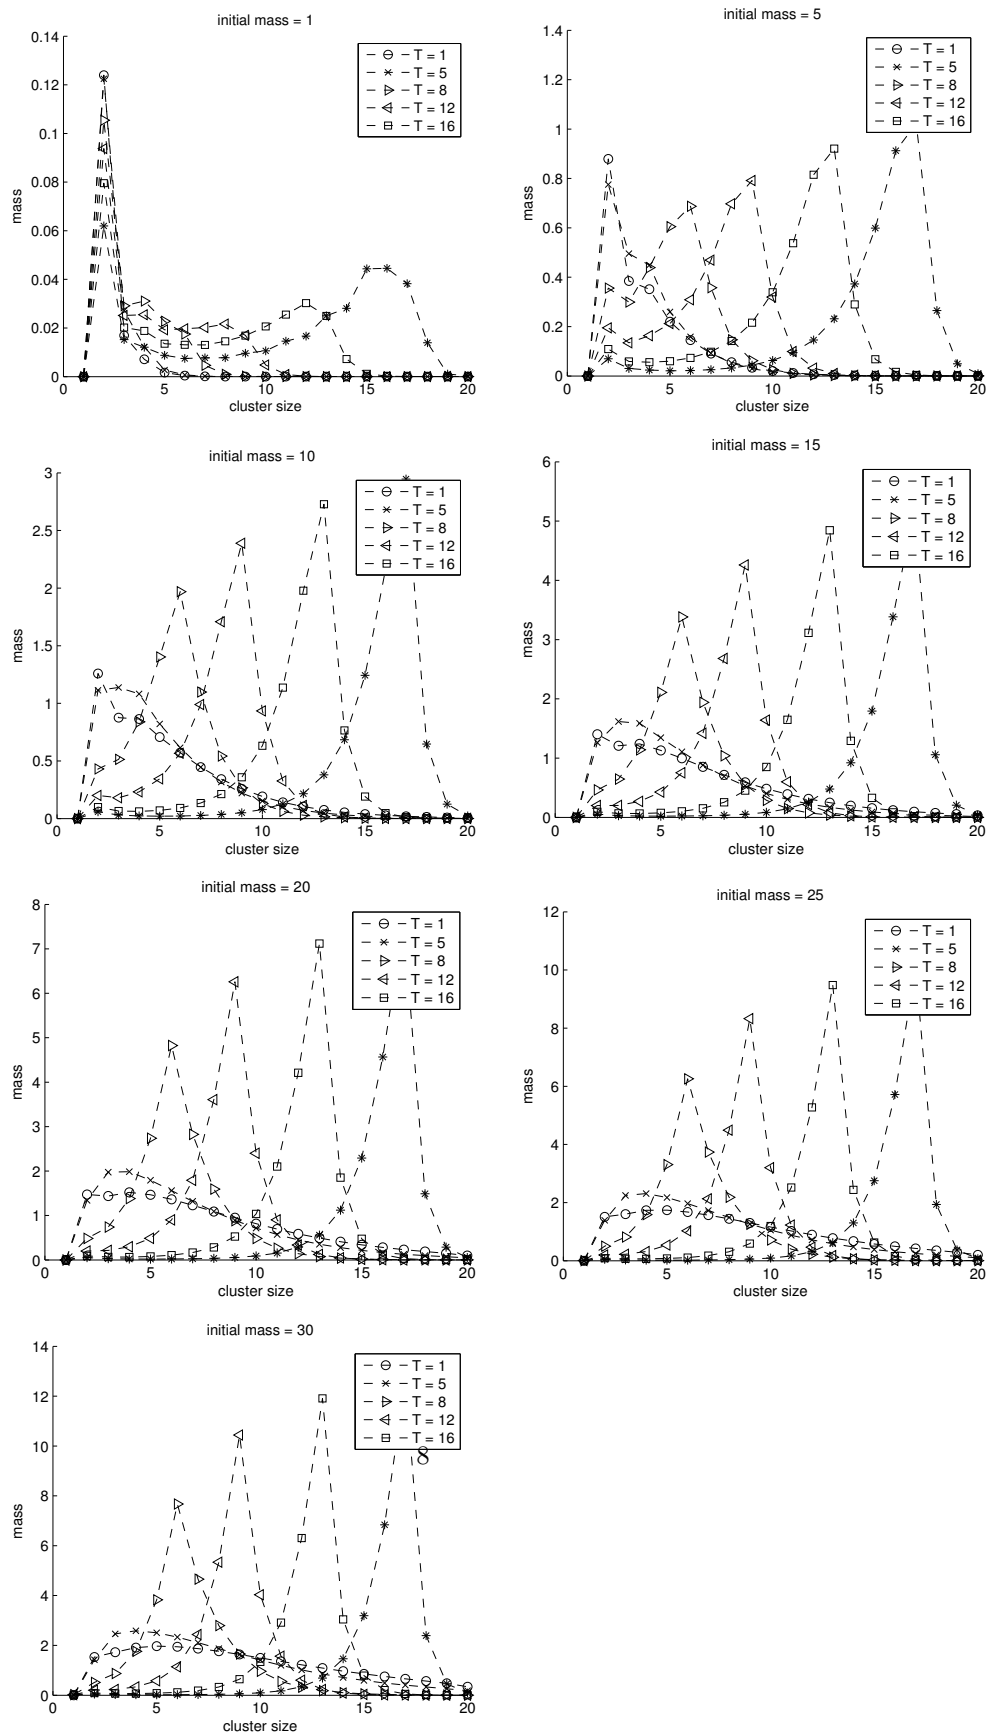 initial mass = 1
0.14
0.12
0.1
0.08
0.06
0.04
0.02
0
mass
0 5 10 15 20
cluster size
T = 1
T = 5
T = 8
T = 12
T = 16
initial mass = 5
1.4
1.2
1
0.8
0.6
0.4
0.2
0
mass
0 5 10 15 20
cluster size
T = 1
T = 5
T = 8
T = 12
T = 16
initial mass = 10
3
2.5
2
1.5
1
0.5
0
mass
0 5 10 15 20
cluster size
T = 1
T = 5
T = 8
T = 12
T = 16
initial mass = 15
6
5
4
3
2
1
0
mass
0 5 10 15 20
cluster size
T = 1
T = 5
T = 8
T = 12
T = 16
initial mass = 20
8
7
6
5
4
3
2
1
0
mass
0 5 10 15 20
cluster size
T = 1
T = 5
T = 8
T = 12
T = 16
initial mass = 25
12
10
8
6
4
2
0
mass
0 5 10 15 20
cluster size
T = 1
T = 5
T = 8
T = 12
T = 16
initial mass = 30
14
12
10
8
6
4
2
0
mass
0 5 10 15 20
cluster size
T = 1
T = 5
T = 8
T = 12
T = 16
∞